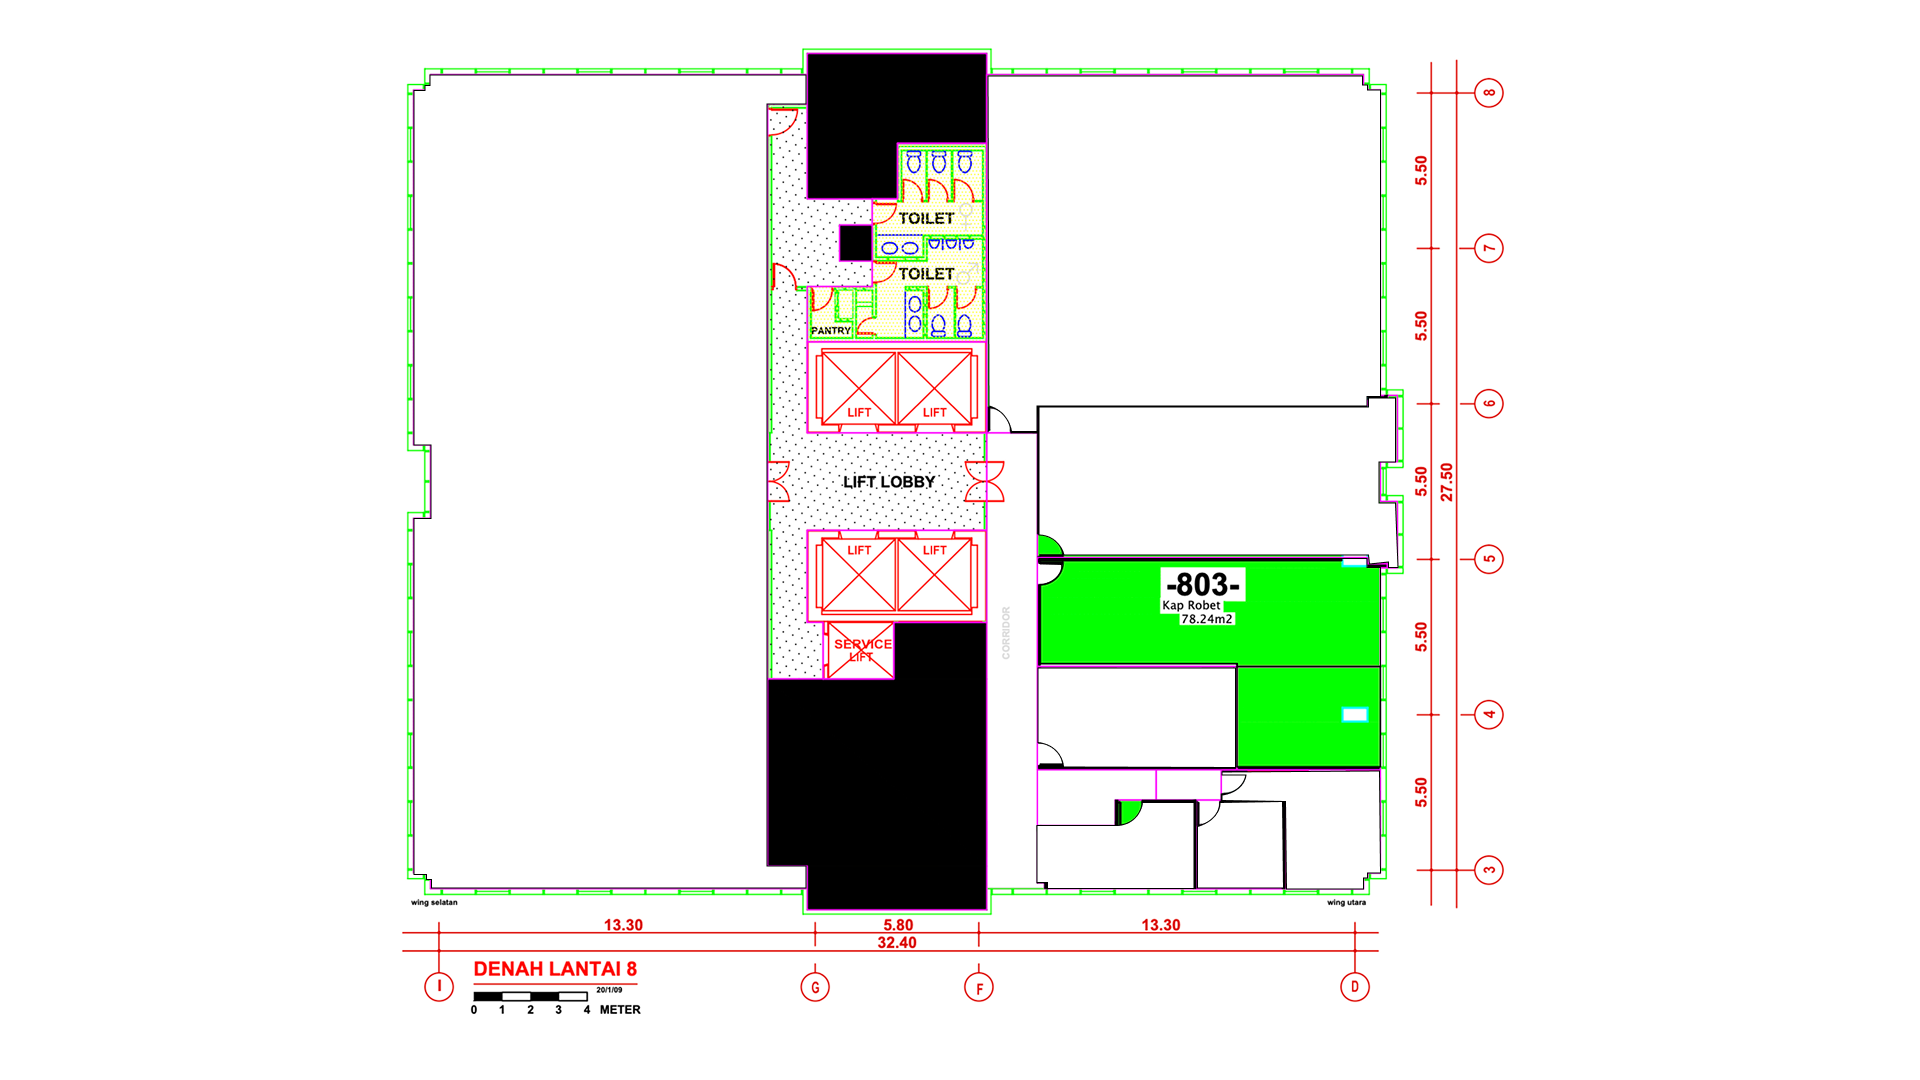 8
5.50
TOILET
7
TOILET
5.50
PANTRY
LIFT LIFT
6
LIFT LOBBY
5.50
27.50
LIFT LIFT
5
-803-
Kap Robet
78.24m2
CORRIDOR
5.50
SERVICE
LIFT
4
5.50
3
wing selatan
wing utara
13.30 5.80 13.30
32.40
DENAH LANTAI 8
I G F D
20/1/09
0 1 2 3 4 METER